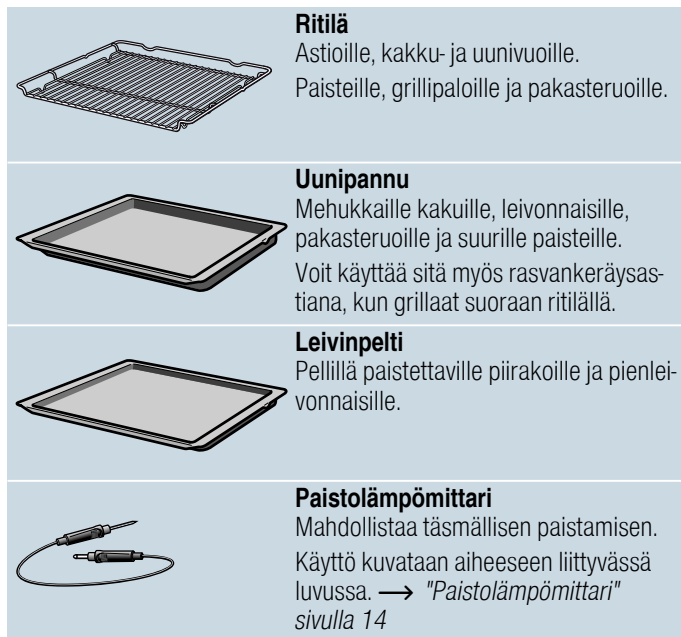 Ritilä
Astioille, kakku- ja uunivuoille.
Paisteille, grillipaloille ja pakasteruoille.
Uunipannu
Mehukkaille kakuille, leivonnaisille,
pakasteruoille ja suurille paisteille.
Voit käyttää sitä myös rasvankeräysas-
tiana, kun grillaat suoraan ritilällä.
Leivinpelti
Pellillä paistettaville piirakoille ja pienlei-
vonnaisille.
Paistolämpömittari
Mahdollistaa täsmällisen paistamisen.
Käyttö kuvataan aiheeseen liittyvässä
luvussa. → "Paistolämpömittari"
sivulla 14